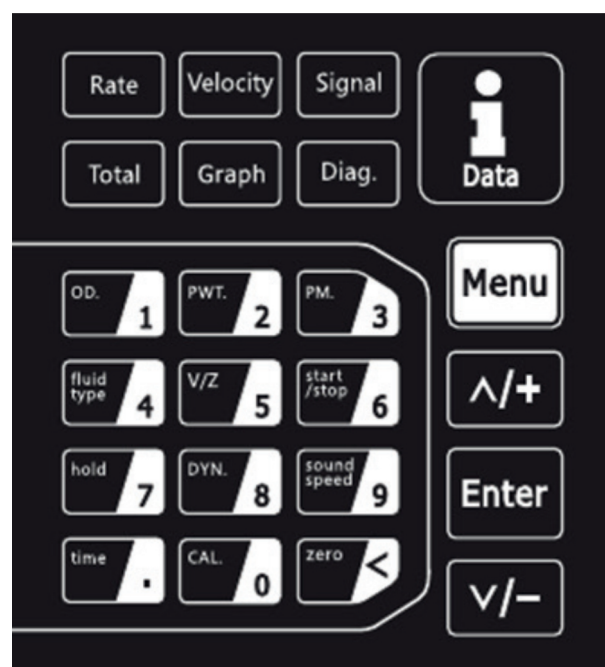 Rate Velocity Signal
Total Graph Diag.
i
Data
Menu
OD. 1 PWT. 2 PM. 3
fluid
type 4 V/Z 5 start
/stop 6
∧/+
hold 7 DYN. 8 sound
speed 9
Enter
time . CAL. 0 zero <
∨/−